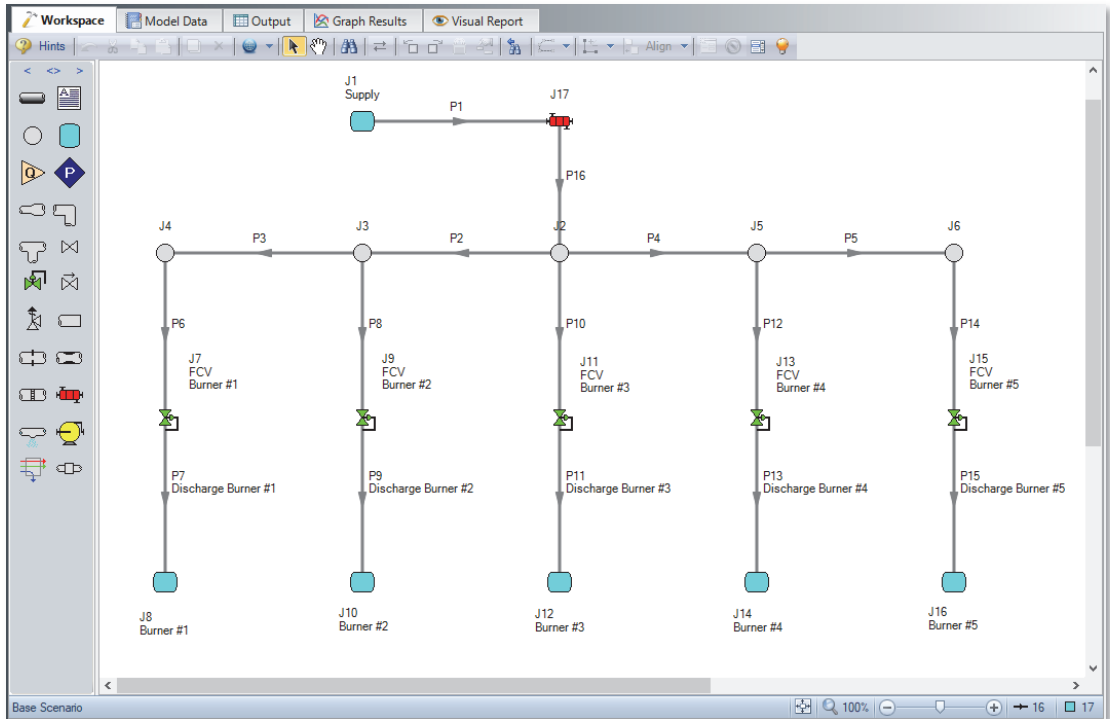 Workspace Model Data Output Graph Results Visual Report
Hints Align
< <> >
J1
Supply
P1
J17
P16
J4 J3 J2 J5 J6
P3 P2 P4 P5
P6 P8 P10 P12 P14
J7
FCV
Burner #1
J9
FCV
Burner #2
J11
FCV
Burner #3
J13
FCV
Burner #4
J15
FCV
Burner #5
P7
Discharge Burner #1
P9
Discharge Burner #2
P11
Discharge Burner #3
P13
Discharge Burner #4
P15
Discharge Burner #5
J8
Burner #1
J10
Burner #2
J12
Burner #3
J14
Burner #4
J16
Burner #5
Q P
Base Scenario 100% 16 17